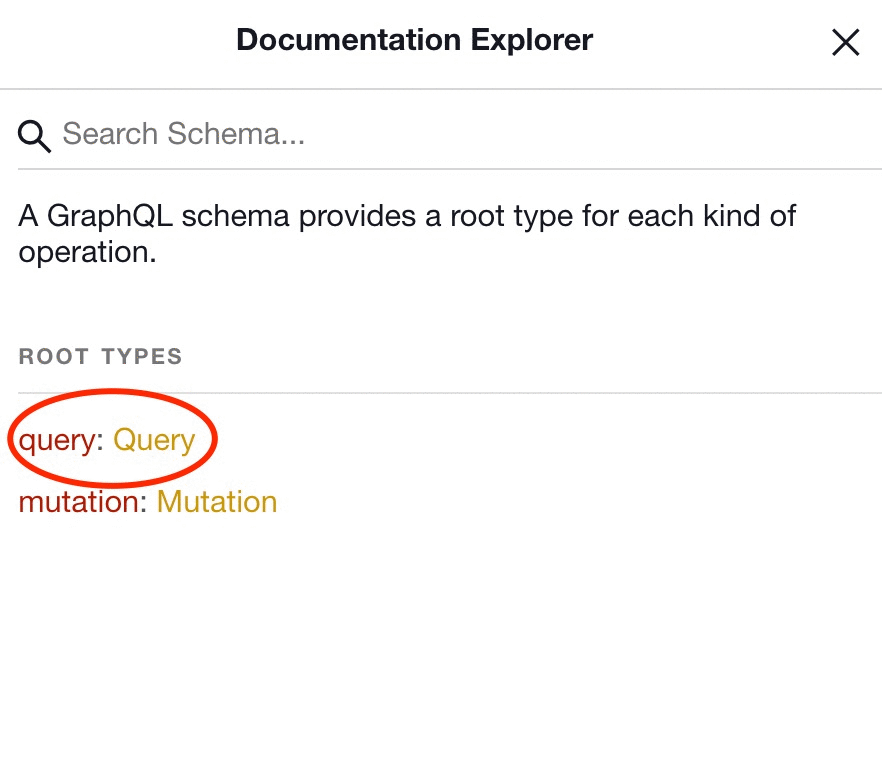 Documentation Explorer
Search Schema...
A GraphQL schema provides a root type for each kind of
operation.
ROOT TYPES
query: Query
mutation: Mutation